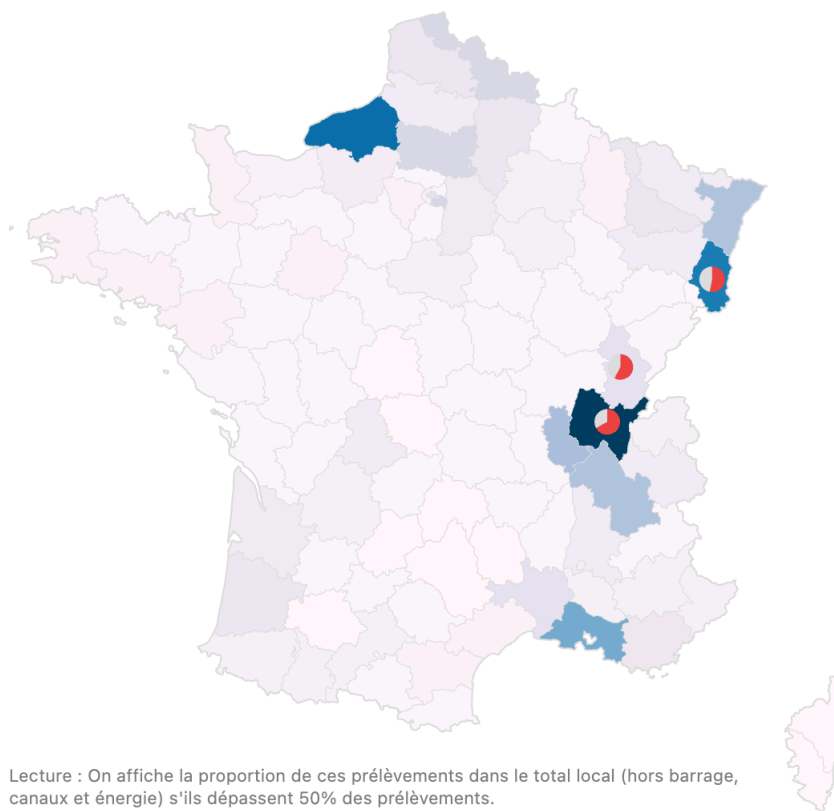 Lecture : On affiche la proportion de ces prélèvements dans le total local (hors barrage,
canaux et énergie) s'ils dépassent 50% des prélèvements.